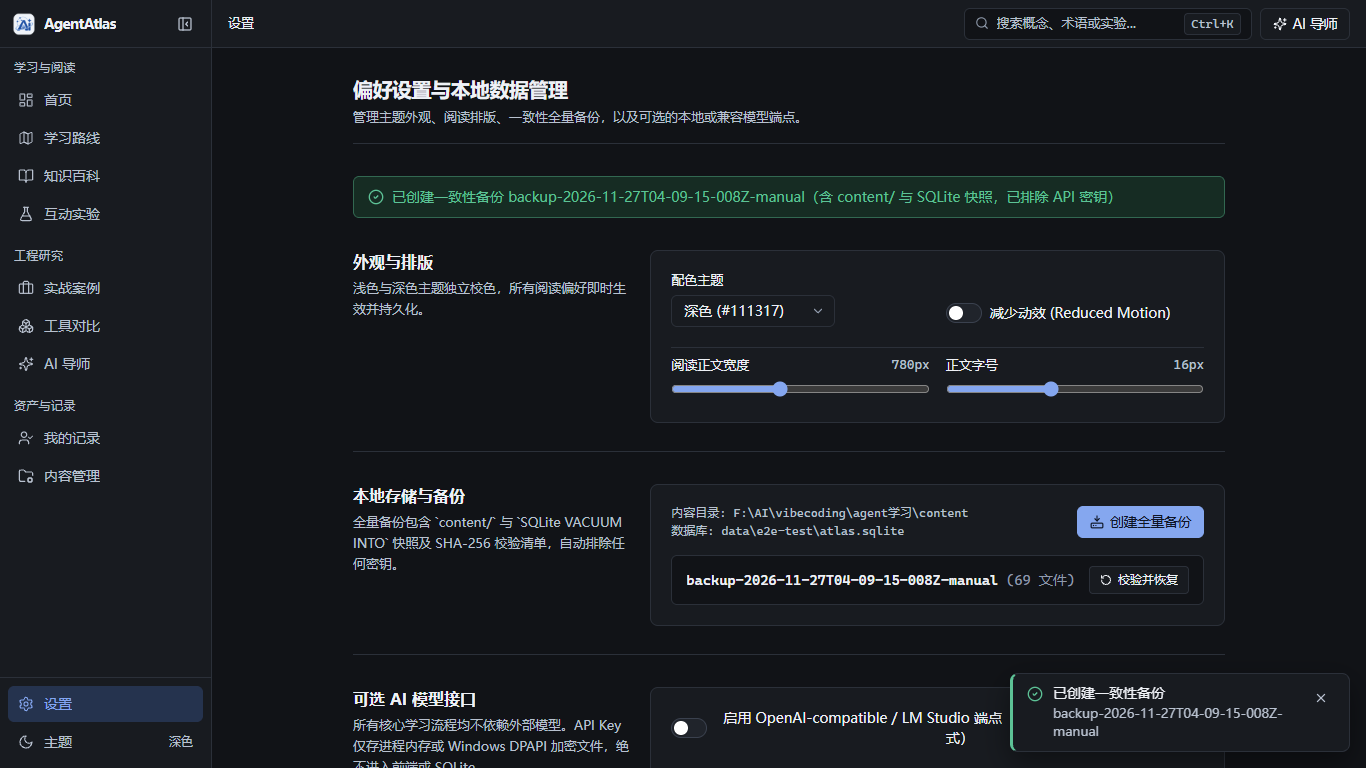 AgentAtlas
设置
搜索概念、术语或实验...
Ctrl+K
AI 导师
学习与阅读
首页
学习路线
知识百科
互动实验
工程研究
实战案例
工具对比
AI 导师
资产与记录
我的记录
内容管理
设置
主题
深色
偏好设置与本地数据管理
管理主题外观、阅读排版、一致性全量备份，以及可选的本地或兼容模型端点。
已创建一致性备份 backup-2026-11-27T04-09-15-008Z-manual（含 content/ 与 SQLite 快照，已排除 API 密钥）
外观与排版
浅色与深色主题独立校色，所有阅读偏好即时生
效并持久化。
配色主题
深色 (#111317)
减少动效 (Reduced Motion)
阅读正文宽度
780px
正文字号
16px
本地存储与备份
全量备份包含 `content/` 与 `SQLite VACUUM
INTO` 快照及 SHA-256 校验清单，自动排除任
何密钥。
内容目录: F:\AI\vibecoding\agent学习\content
数据库: data\e2e-test\atlas.sqlite
创建全量备份
backup-2026-11-27T04-09-15-008Z-manual (69 文件)
校验并恢复
可选 AI 模型接口
所有核心学习流程均不依赖外部模型。API Key
仅存进程内存或 Windows DPAPI 加密文件，绝
不进入前端或 SQLite。
启用 OpenAI-compatible / LM Studio 端点
式）
已创建一致性备份
backup-2026-11-27T04-09-15-008Z-
manual